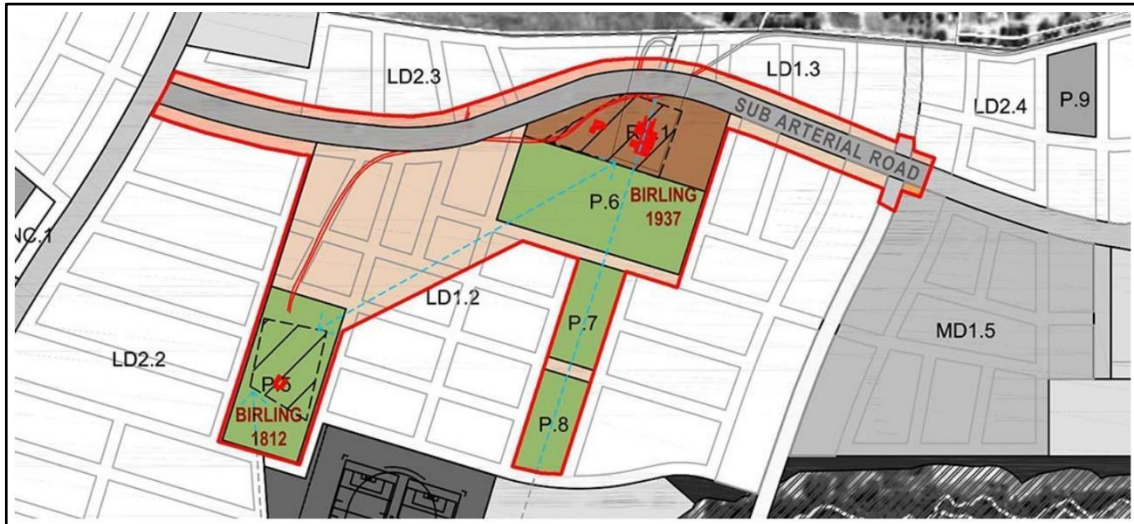 LD2.3
LD1.3
LD2.4
P.9
SUB ARTERIAL ROAD
P.6
BIRLING
1937
NC.1
LD1.2
P.7
MD1.5
LD2.2
P.5
BIRLING
1812
P.8